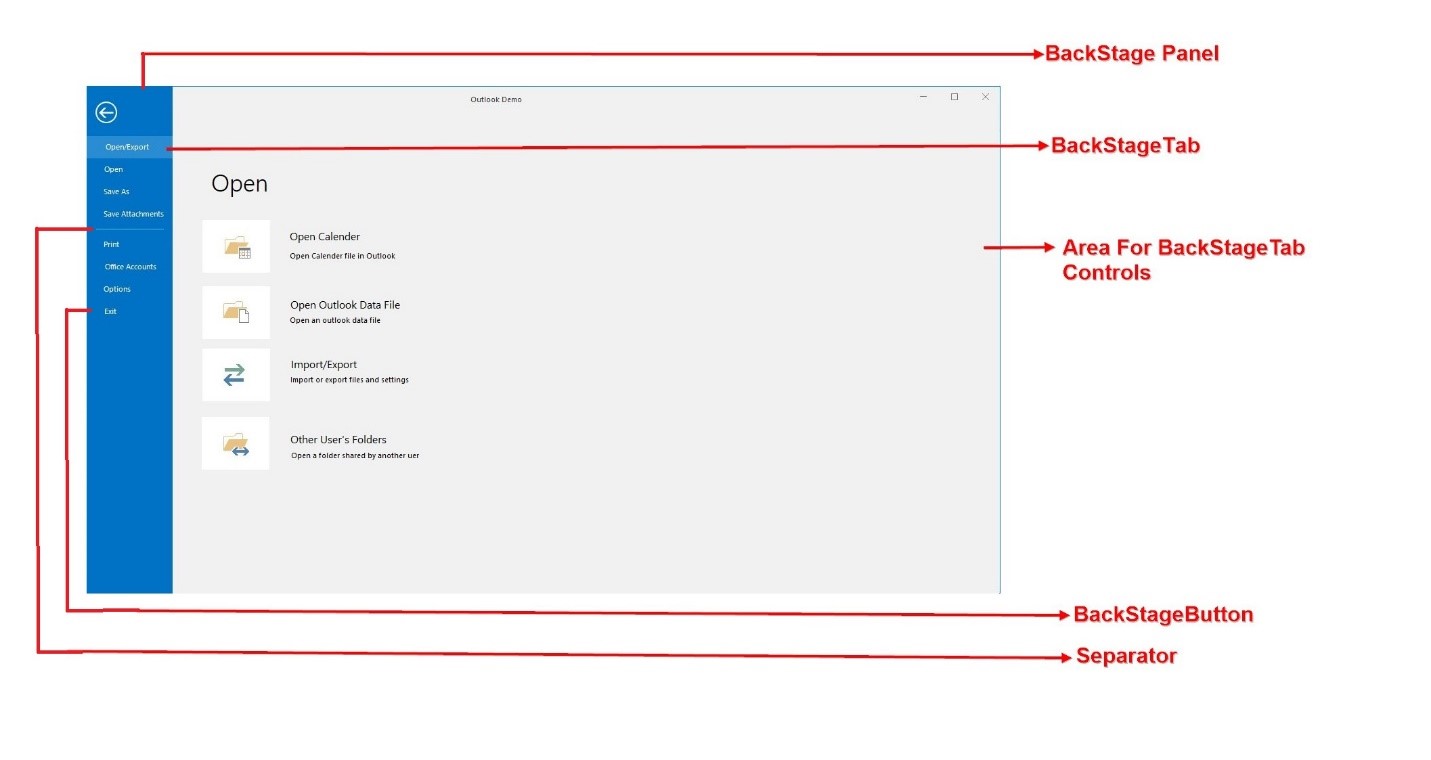 BackStage Panel
Outlook Demo
Open/Export
BackStageTab
Open
Save As
Save Attachments
Print
Office Accounts
Options
Exit
Open
Open Calender
Open Calender file in Outlook
Open Outlook Data File
Open an outlook data file
Import/Export
Import or export files and settings
Other User's Folders
Open a folder shared by another uer
Area For BackStageTab
Controls
BackStageButton
Separator